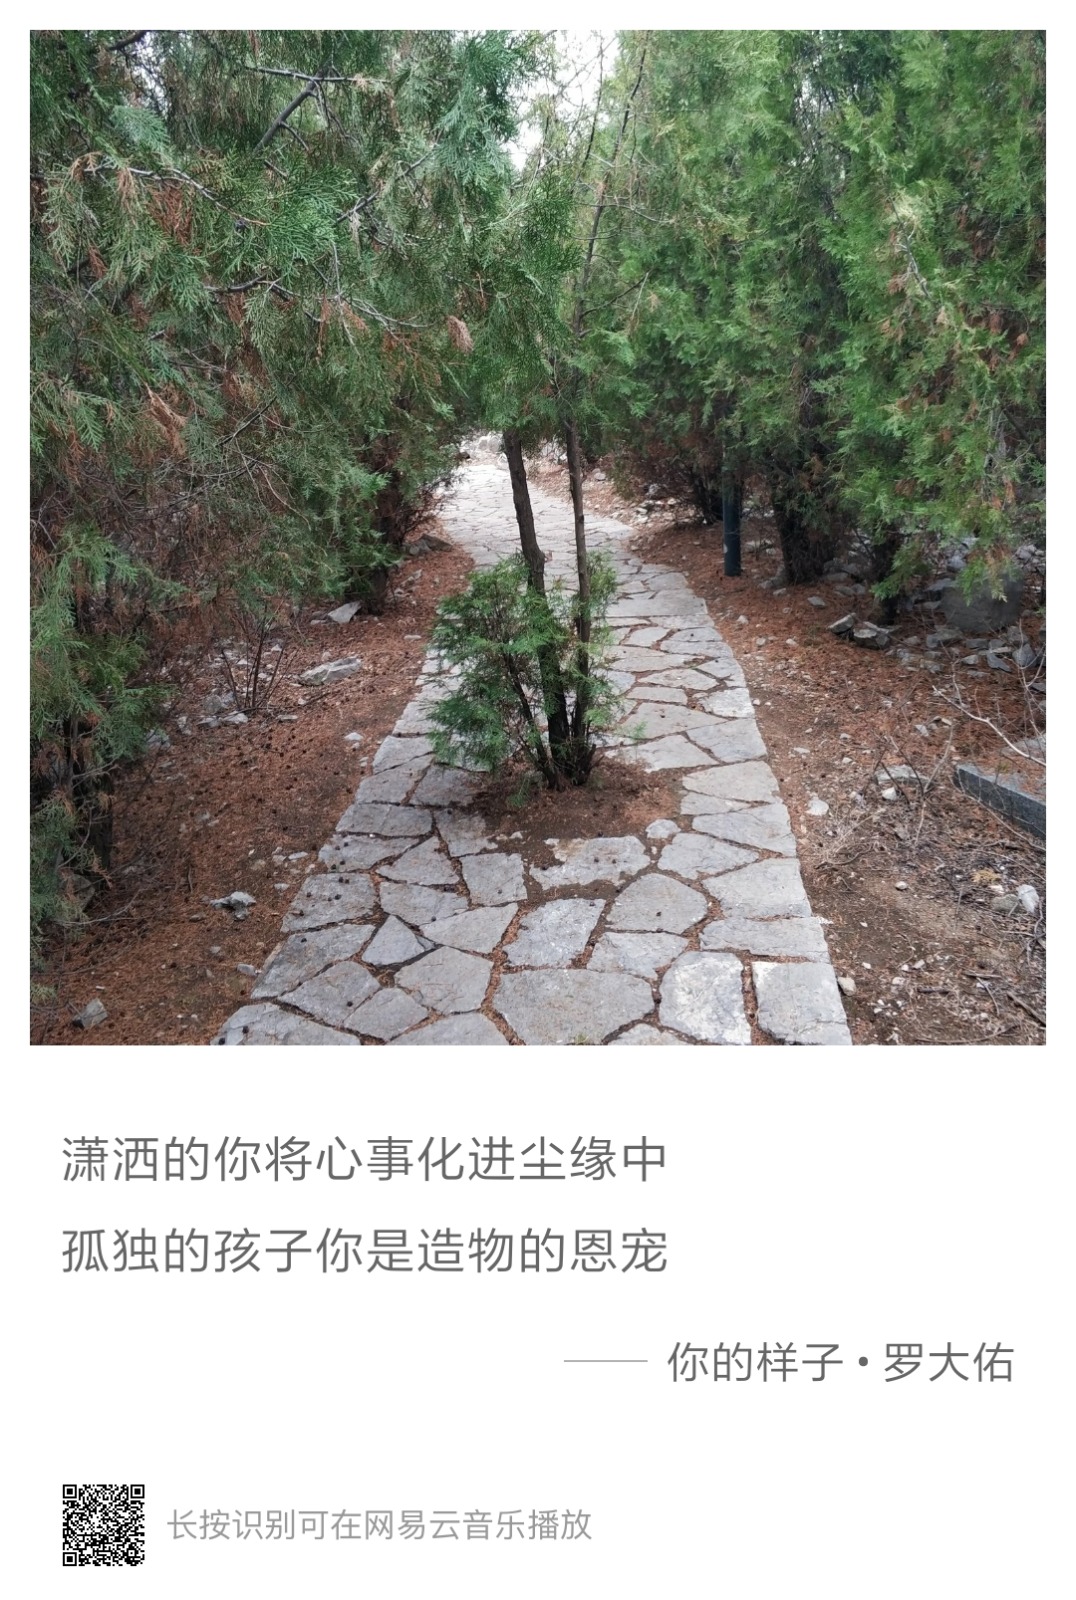 潇洒的你将心事化进尘缘中
孤独的孩子你是造物的恩宠
—— 你的样子•罗大佑
长按识别可在网易云音乐播放